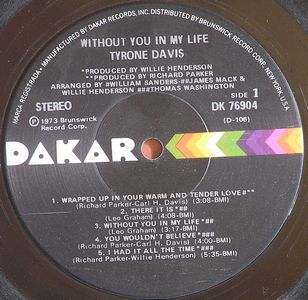 MARCA REGISTRADA - MANUFACTURED BY DAKAR RECORDS, INC. DISTRIBUTED BY BRUNSWICK RECORD CORP.
WITHOUT YOU IN MY LIFE
TYRONE DAVIS
*PRODUCED BY WILLIE HENDERSON
**PRODUCED BY RICHARD PARKER
ARRANGED BY #WILLIAM SANDERS-##JAMES MACK &
WILLIE HENDERSON ###THOMAS WASHINGTON
SIDE 1
STEREO
DK 76904
℗ 1973 Brunswick
Record Corp.
(D-106)
DAKAR
1. WRAPPED UP IN YOUR WARM AND TENDER LOVE#**
(Richard Parker-Carl H. Davis) (3:08-BMI)
2. THERE IT IS*##
(Leo Graham) (4:08-BMI)
3. WITHOUT YOU IN MY LIFE*##
(Leo Graham) (3:17-BMI)
4. YOU WOULDN'T BELIEVE*###
(Richard Parker-Carl H. Davis) (4:00-BMI)
5. I HAD IT ALL THE TIME*###
(Richard Parker-Willie Henderson) (5:35-BMI)